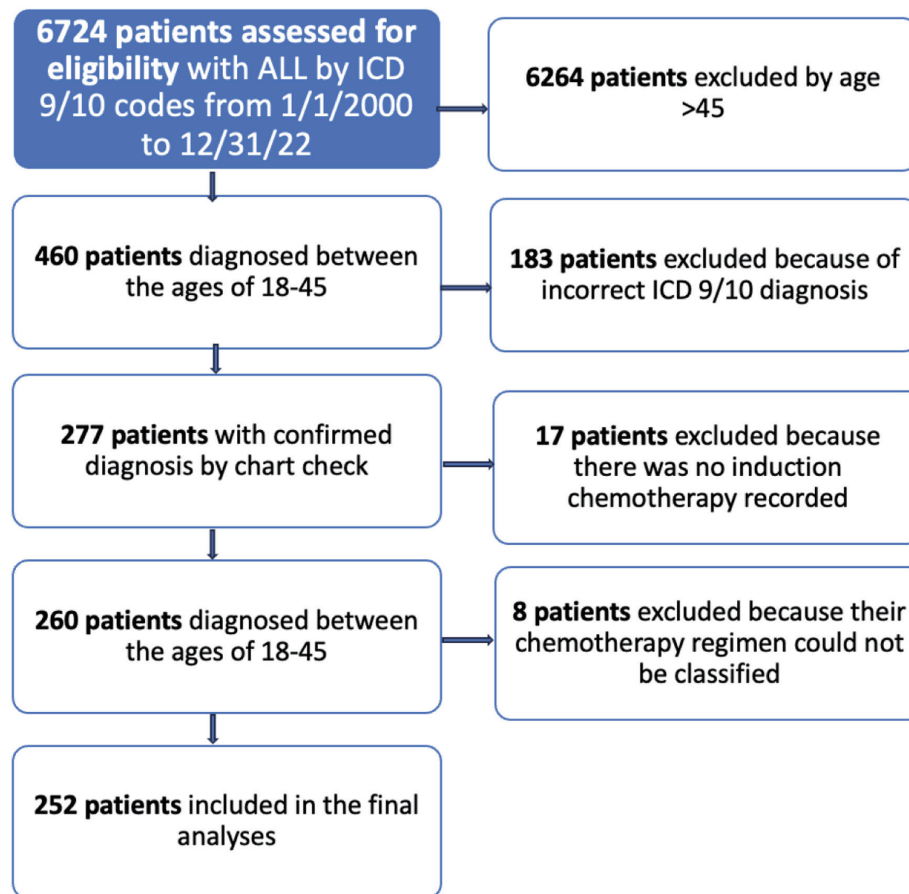 6724 patients assessed for
eligibility with ALL by ICD
9/10 codes from 1/1/2000
to 12/31/22
6264 patients excluded by age
>45
460 patients diagnosed between
the ages of 18-45
183 patients excluded because of
incorrect ICD 9/10 diagnosis
277 patients with confirmed
diagnosis by chart check
17 patients excluded because
there was no induction
chemotherapy recorded
260 patients diagnosed between
the ages of 18-45
8 patients excluded because their
chemotherapy regimen could not
be classified
252 patients included in the final
analyses